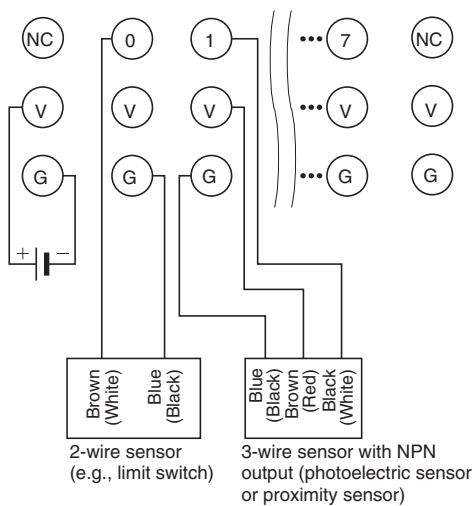 NC 0 1 ••• 7 NC
V V V ••• V V
G G G ••• G G
+ −
Brown
(White)
Blue
(Black)
Blue
(Black)
Brown
(Red)
Black
(White)
2-wire sensor
(e.g., limit switch)
3-wire sensor with NPN
output (photoelectric sensor
or proximity sensor)